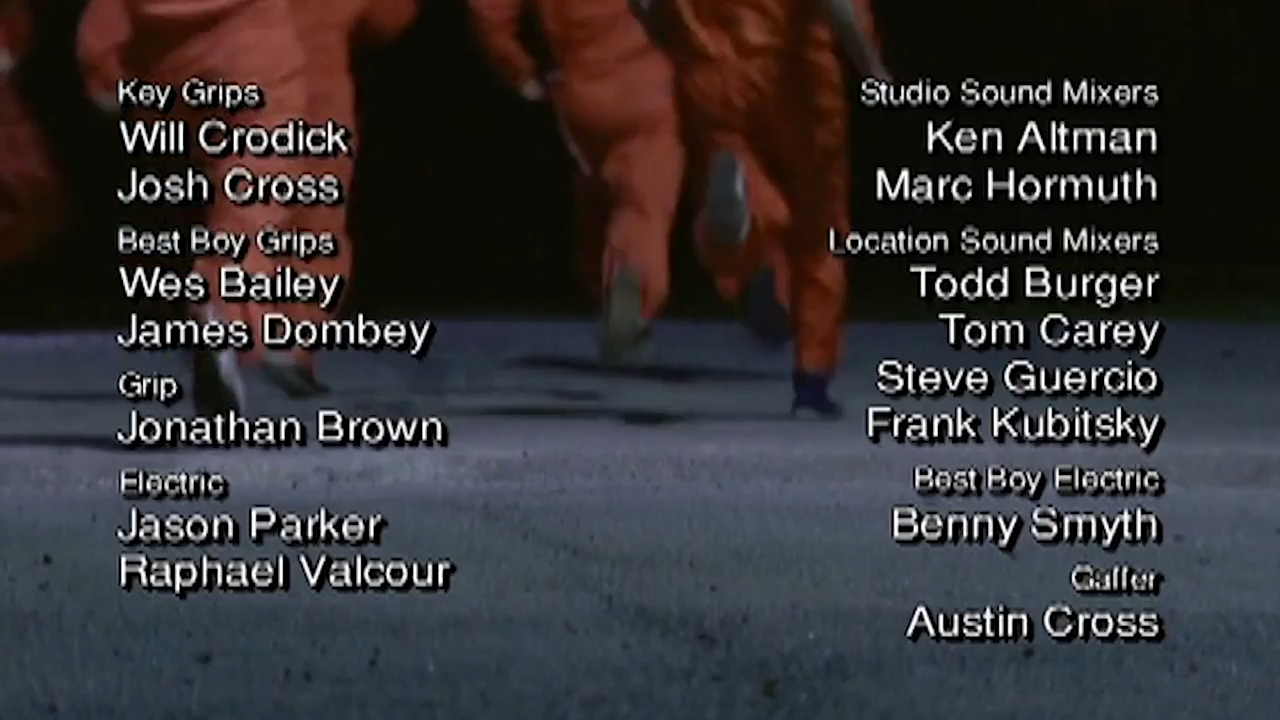 Key Grips
Will Crodick
Josh Cross
Best Boy Grips
Wes Bailey
James Dombey
Grip
Jonathan Brown
Electric
Jason Parker
Raphael Valcour
Studio Sound Mixers
Ken Altman
Marc Hormuth
Location Sound Mixers
Todd Burger
Tom Carey
Steve Guercio
Frank Kubitsky
Best Boy Electric
Benny Smyth
Gaffer
Austin Cross